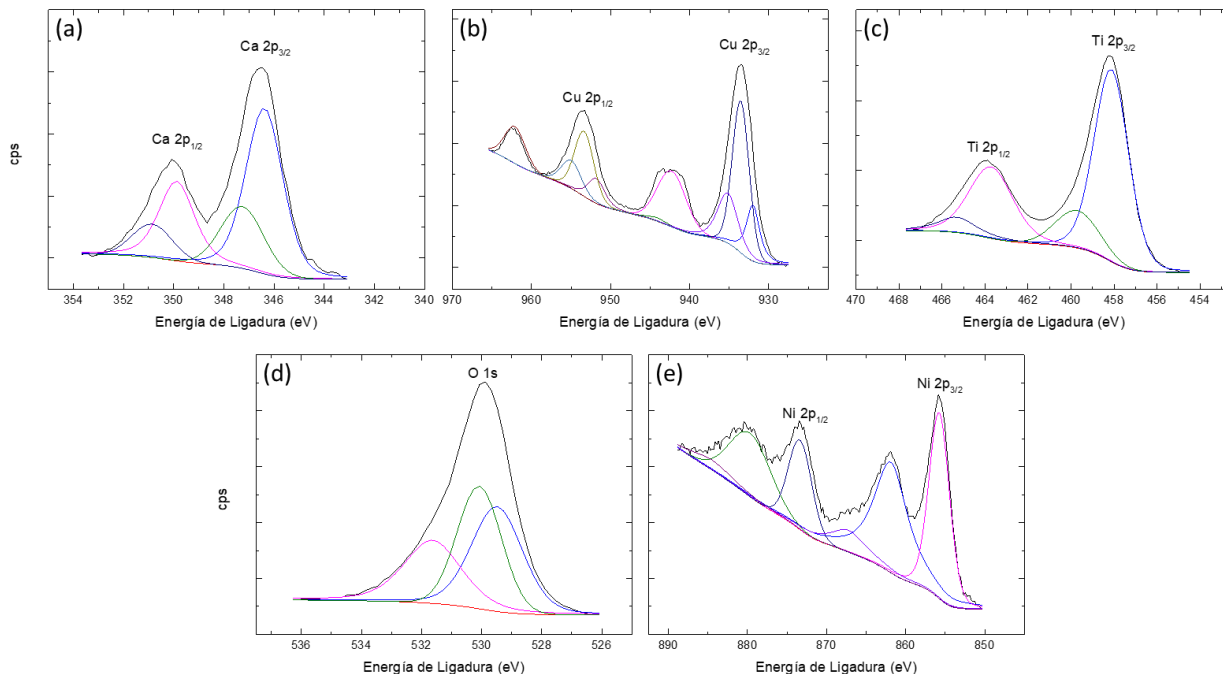 (a)
Ca 2p3/2
Ca 2p1/2
cps
354 352 350 348 346 344 342 340
Energía de Ligadura (eV)
(b)
Cu 2p3/2
Cu 2p1/2
970 960 950 940 930
Energía de Ligadura (eV)
(c)
Ti 2p3/2
Ti 2p1/2
470 468 466 464 462 460 458 456 454
Energía de Ligadura (eV)
(d)
O 1s
cps
536 534 532 530 528 526
Energía de Ligadura (eV)
(e)
Ni 2p3/2
Ni 2p1/2
890 880 870 860 850
Energía de Ligadura (eV)